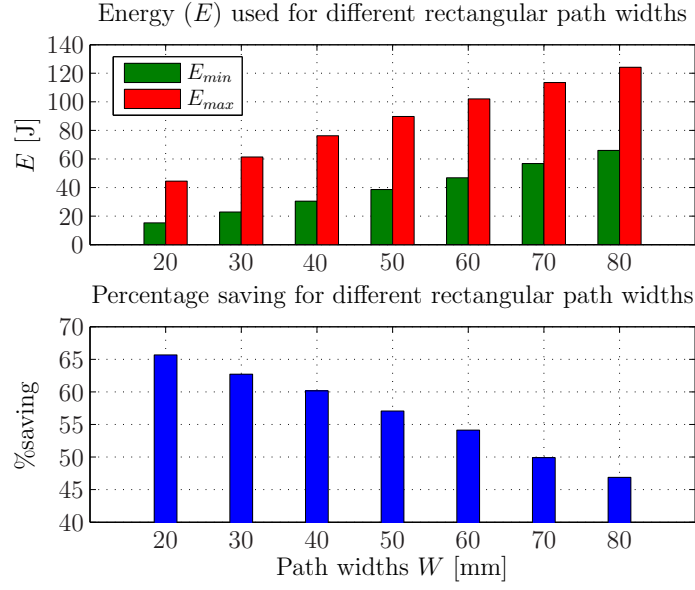 Energy (E) used for different rectangular path widths
140
120
100
80
60
40
20
0
E [J]
E_min
E_max
20 30 40 50 60 70 80
Percentage saving for different rectangular path widths
70
65
60
55
50
45
40
%saving
20 30 40 50 60 70 80
Path widths W [mm]